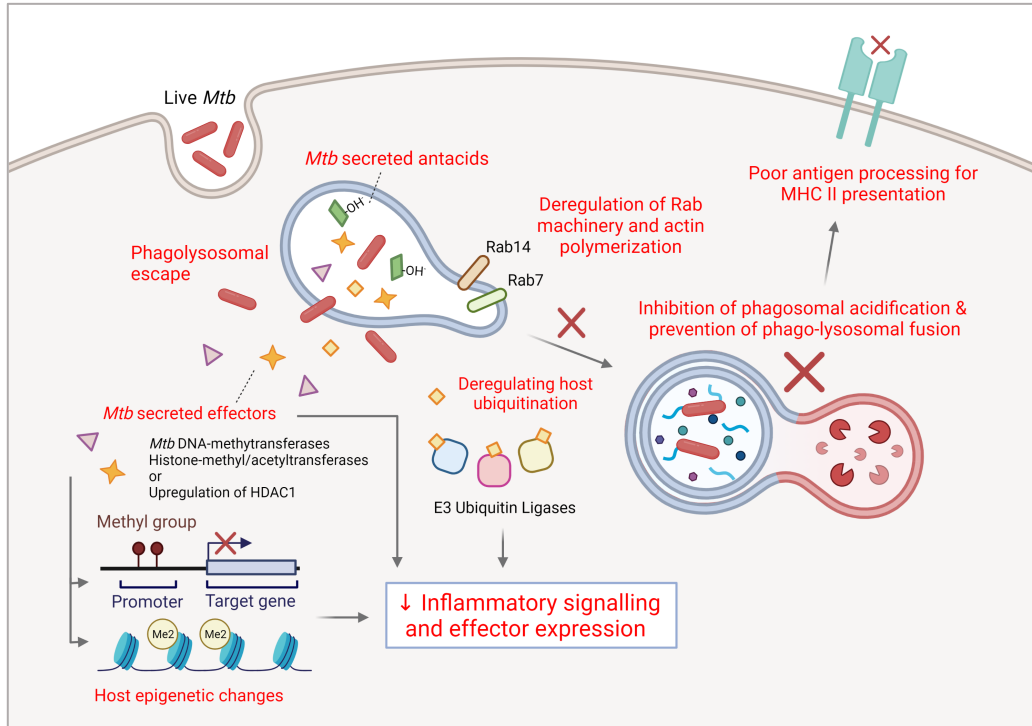 Live Mtb
Mtb secreted antacids
-OH-
-OH-
Phagolysosomal
escape
Deregulation of Rab
machinery and actin
polymerization
Rab14
Rab7
Poor antigen processing for
MHC II presentation
Inhibition of phagosomal acidification &
prevention of phago-lysosomal fusion
Mtb secreted effectors
Mtb DNA-methytransferases
Histone-methyl/acetyltransferases
or
Upregulation of HDAC1
Deregulating host
ubiquitination
E3 Ubiquitin Ligases
Methyl group
Promoter
Target gene
Me2
Me2
Host epigenetic changes
↓ Inflammatory signalling
and effector expression